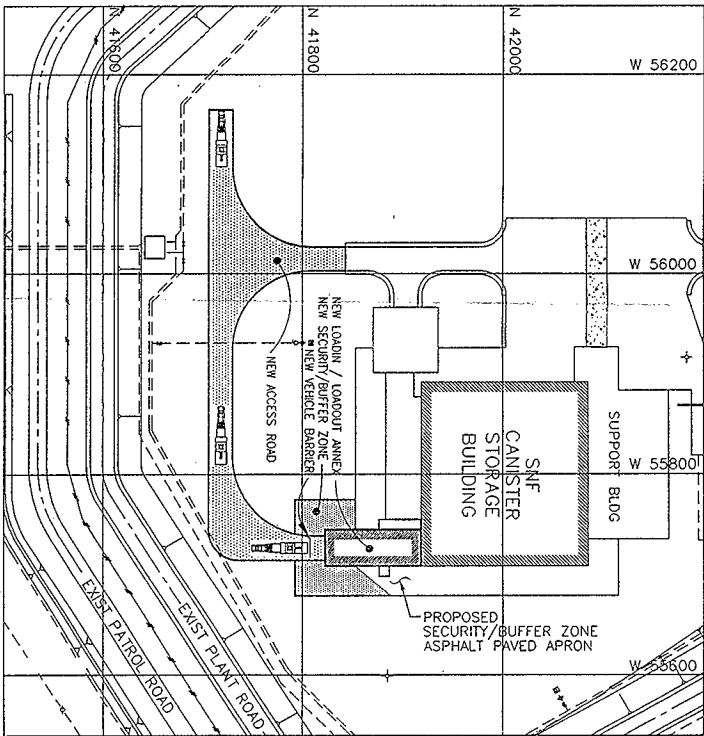 N 41600
N 41800
N 42000
W 56200
W 56000
W 55800
W 55600
NEW LOADIN / LOADOUT ANNEX
NEW SECURITY/BUFFER ZONE
NEW VEHICLE BARRIER
NEW ACCESS ROAD
SNF
CANISTER
STORAGE
BUILDING
SUPPORT BLDG
PROPOSED
SECURITY/BUFFER ZONE
ASPHALT PAVED APRON
EXIST PLANT ROAD
EXIST PATROL ROAD